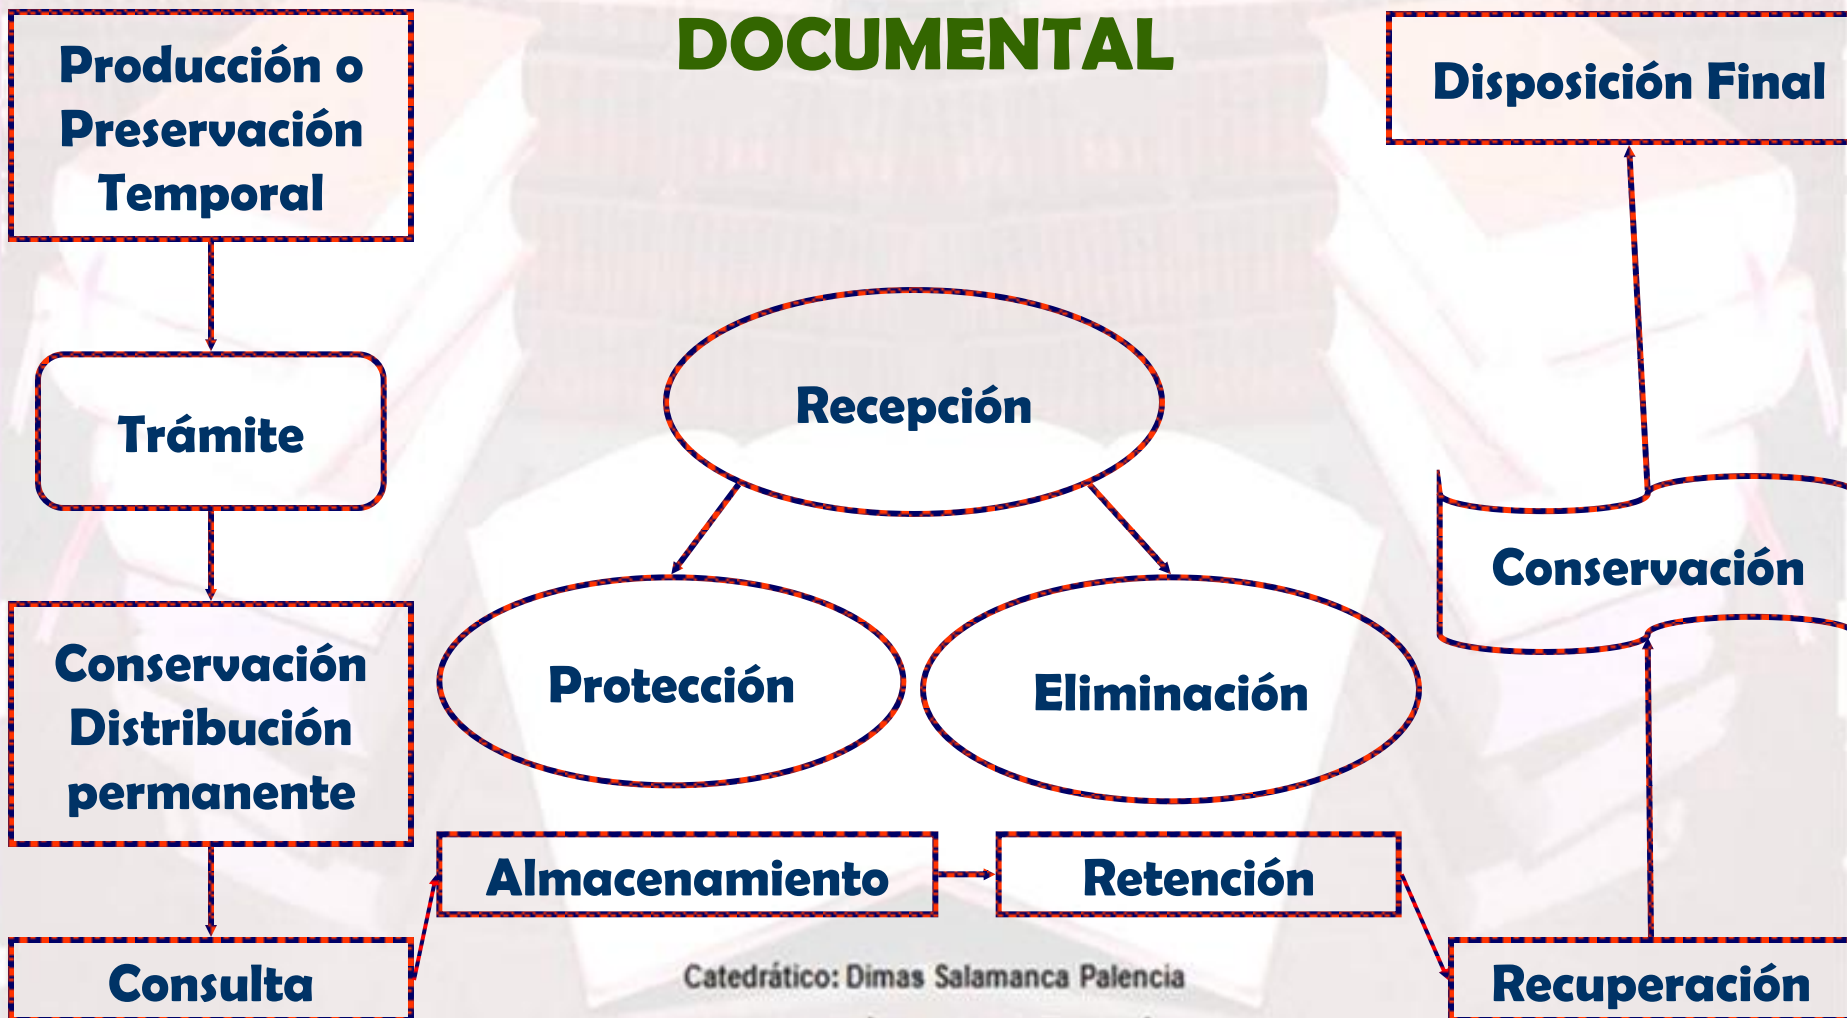 DOCUMENTAL
Producción o
Preservación
Temporal
Disposición Final
Trámite
Recepción
Conservación
Distribución
permanente
Protección
Eliminación
Conservación
Almacenamiento
Retención
Consulta
Recuperación
Catedrático: Dimas Salamanca Palencia